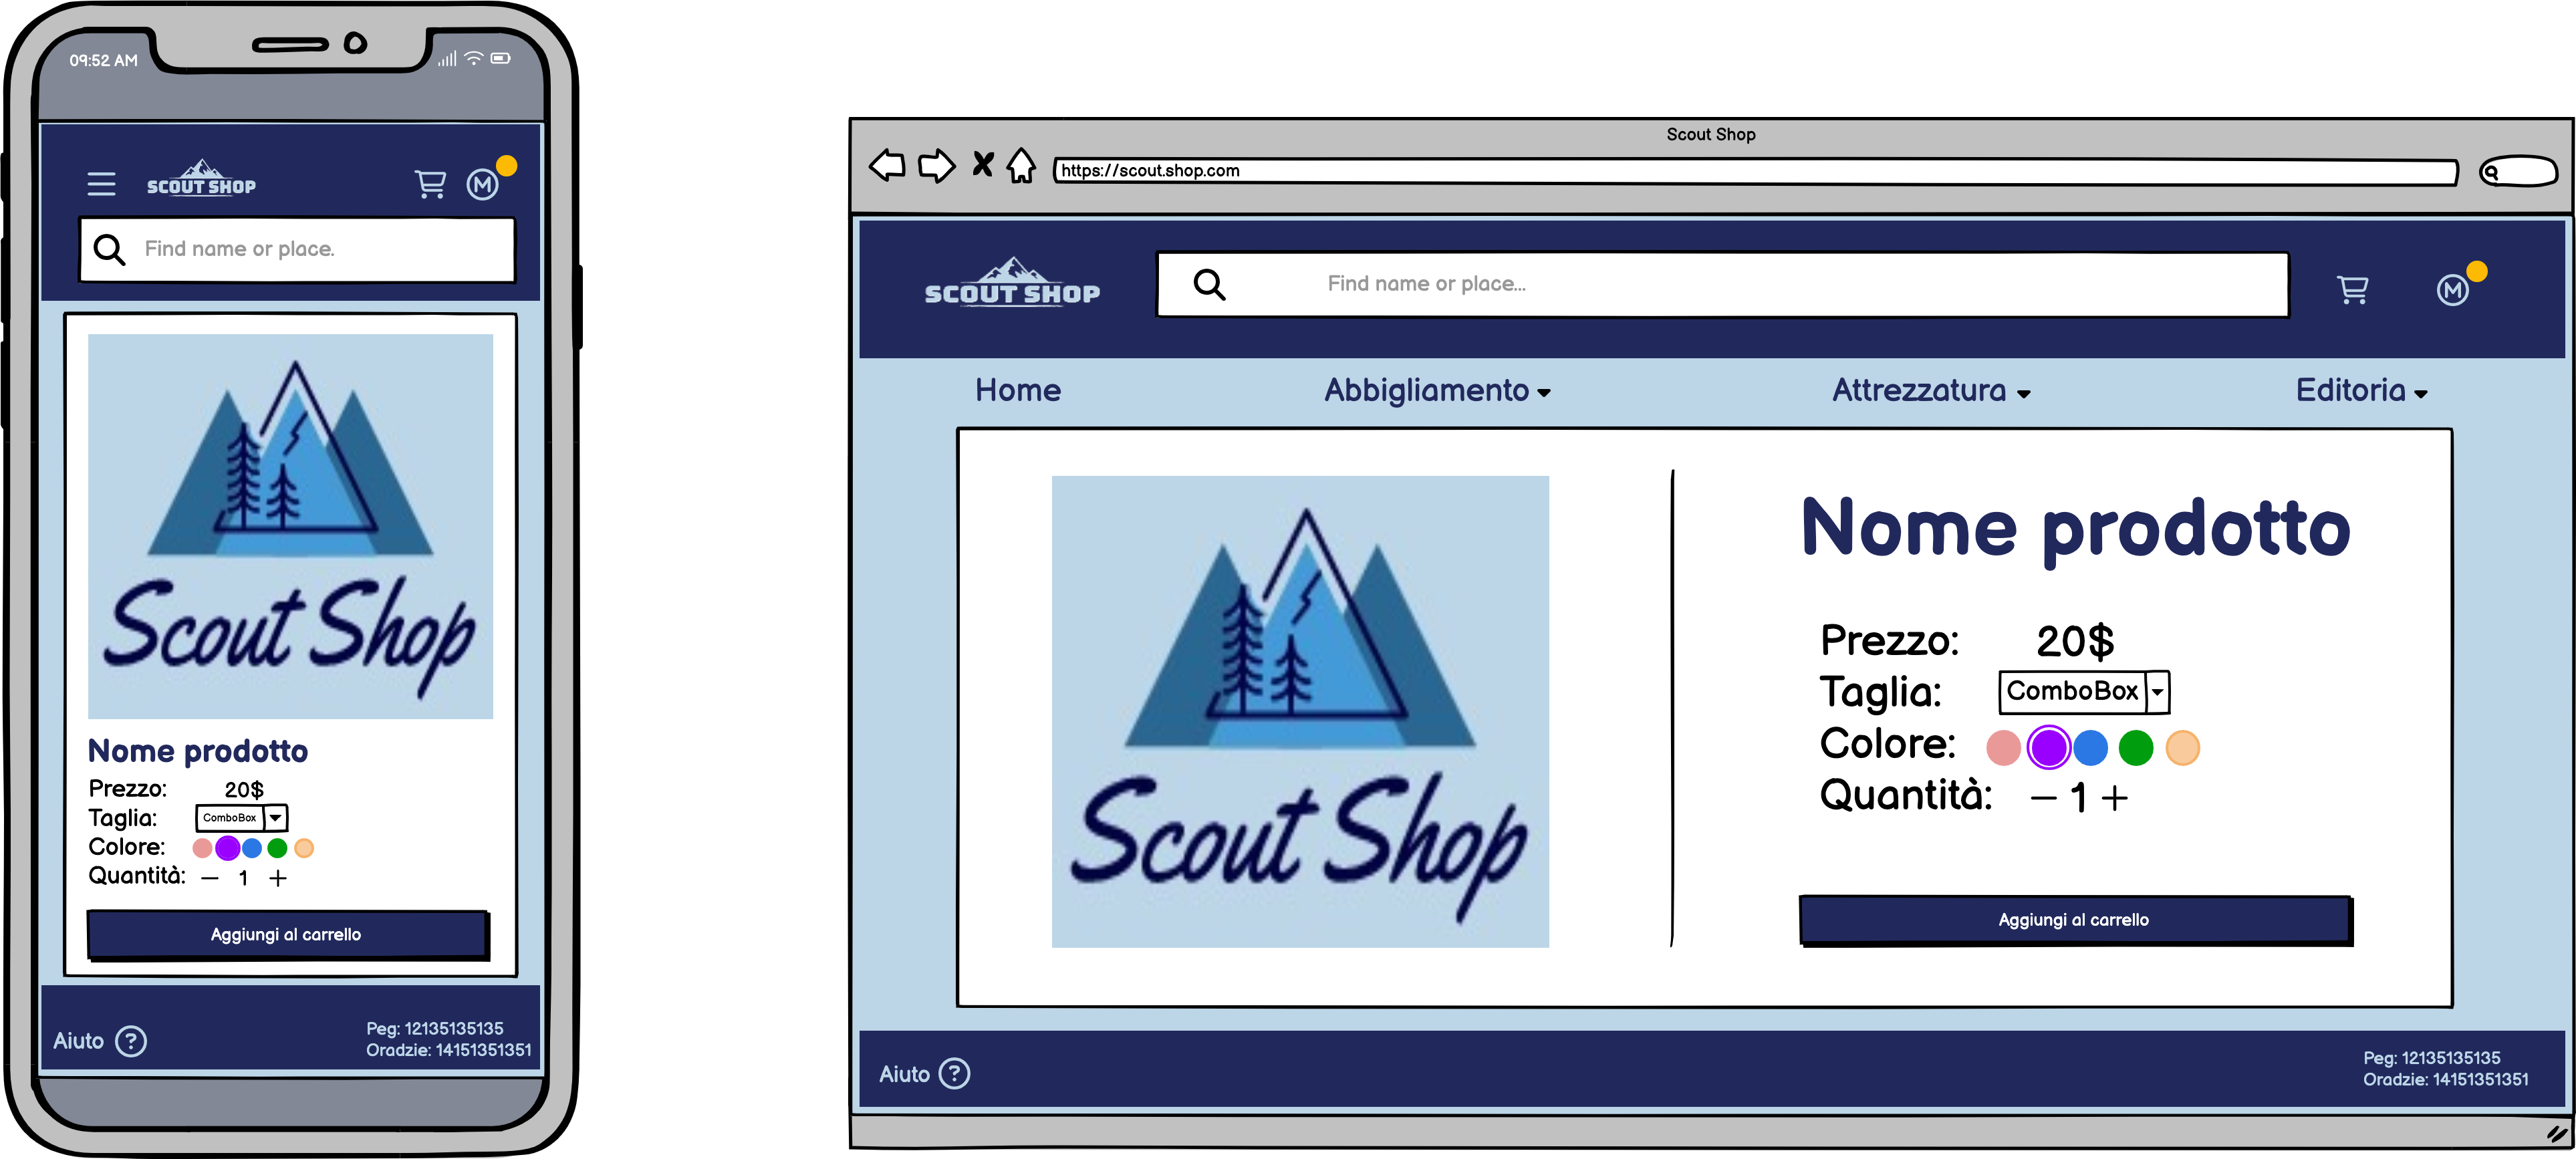 09:52 AM
SCOUT SHOP
M
Find name or place.
Scout Shop
Nome prodotto
Prezzo: 20$
Taglia: ComboBox
Colore:
Quantità: — 1 +
Aggiungi al carrello
Aiuto ?
Peg: 12135135135
Oradzie: 14151351351
Scout Shop
https://scout.shop.com
SCOUT SHOP
Find name or place...
M
Home Abbigliamento Attrezzatura Editoria
Scout Shop
Nome prodotto
Prezzo: 20$
Taglia: ComboBox
Colore:
Quantità: — 1 +
Aggiungi al carrello
Aiuto ?
Peg: 12135135135
Oradzie: 14151351351